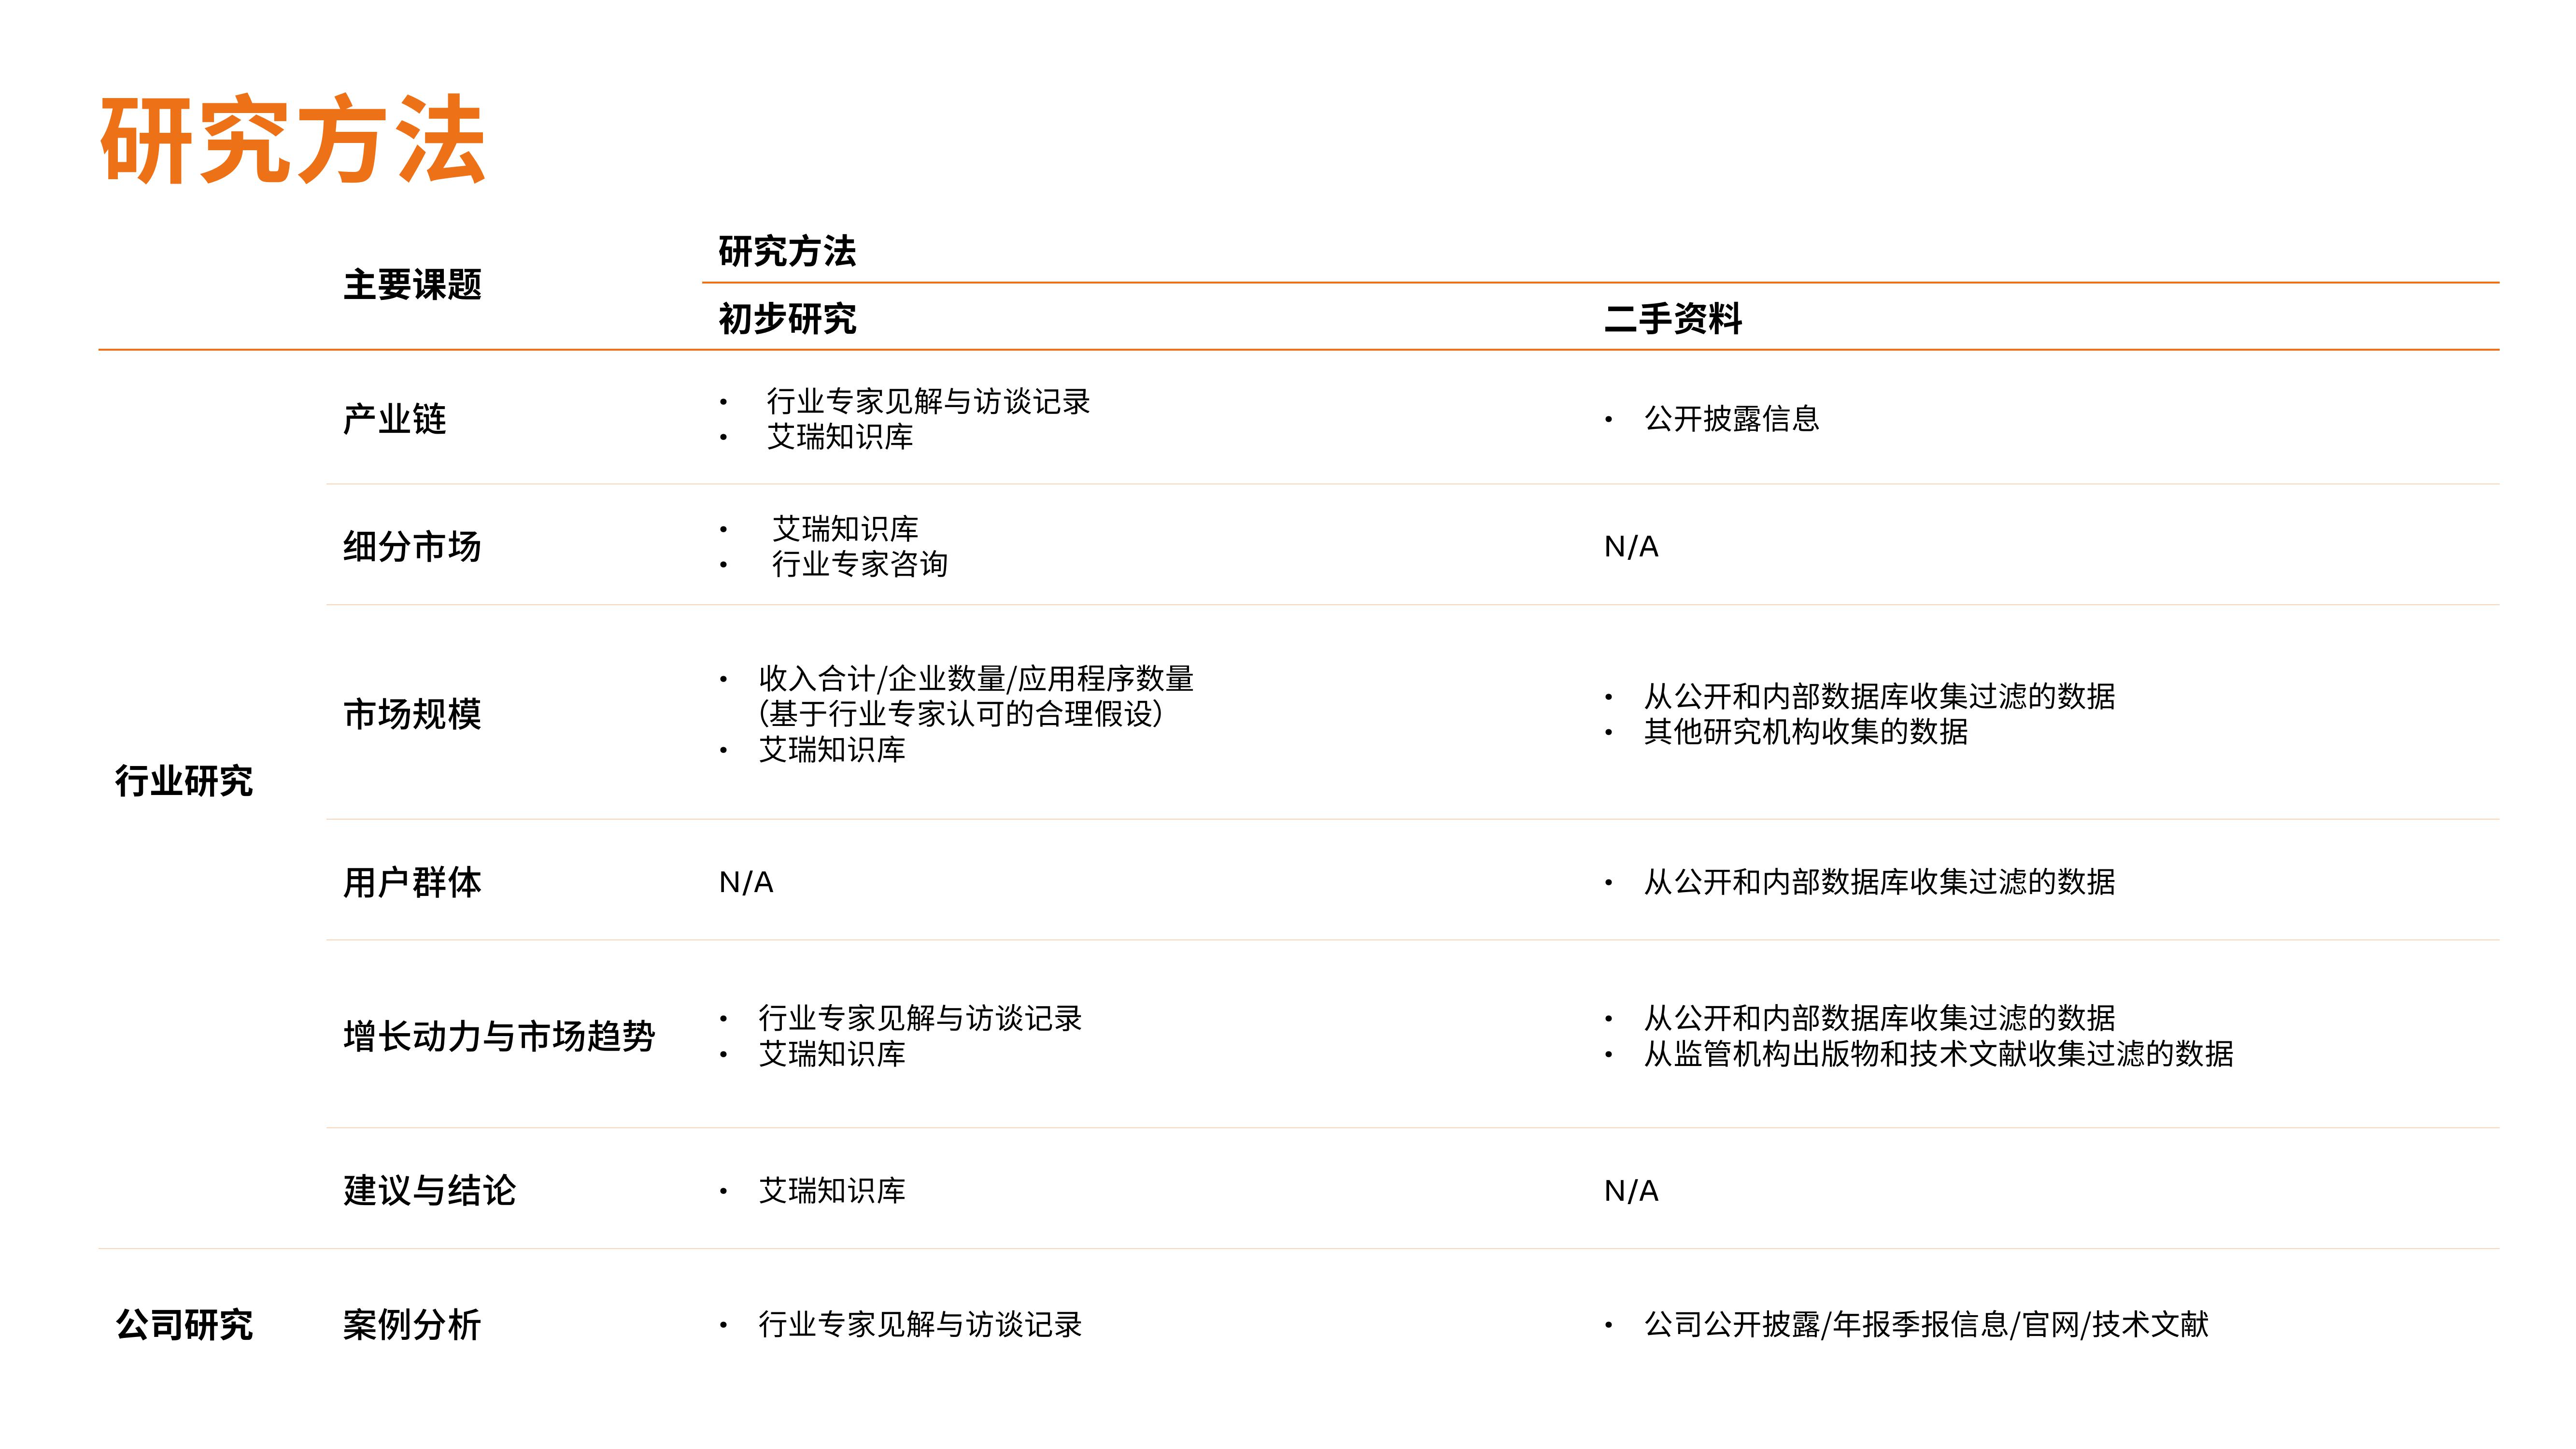 研究方法
主要课题
研究方法
初步研究
二手资料
行业研究
产业链
• 行业专家见解与访谈记录
• 艾瑞知识库
• 公开披露信息
细分市场
• 艾瑞知识库
• 行业专家咨询
N/A
市场规模
• 收入合计/企业数量/应用程序数量
（基于行业专家认可的合理假设）
• 艾瑞知识库
• 从公开和内部数据库收集过滤的数据
• 其他研究机构收集的数据
用户群体
N/A
• 从公开和内部数据库收集过滤的数据
增长动力与市场趋势
• 行业专家见解与访谈记录
• 艾瑞知识库
• 从公开和内部数据库收集过滤的数据
• 从监管机构出版物和技术文献收集过滤的数据
建议与结论
• 艾瑞知识库
N/A
公司研究
案例分析
• 行业专家见解与访谈记录
• 公司公开披露/年报季报信息/官网/技术文献